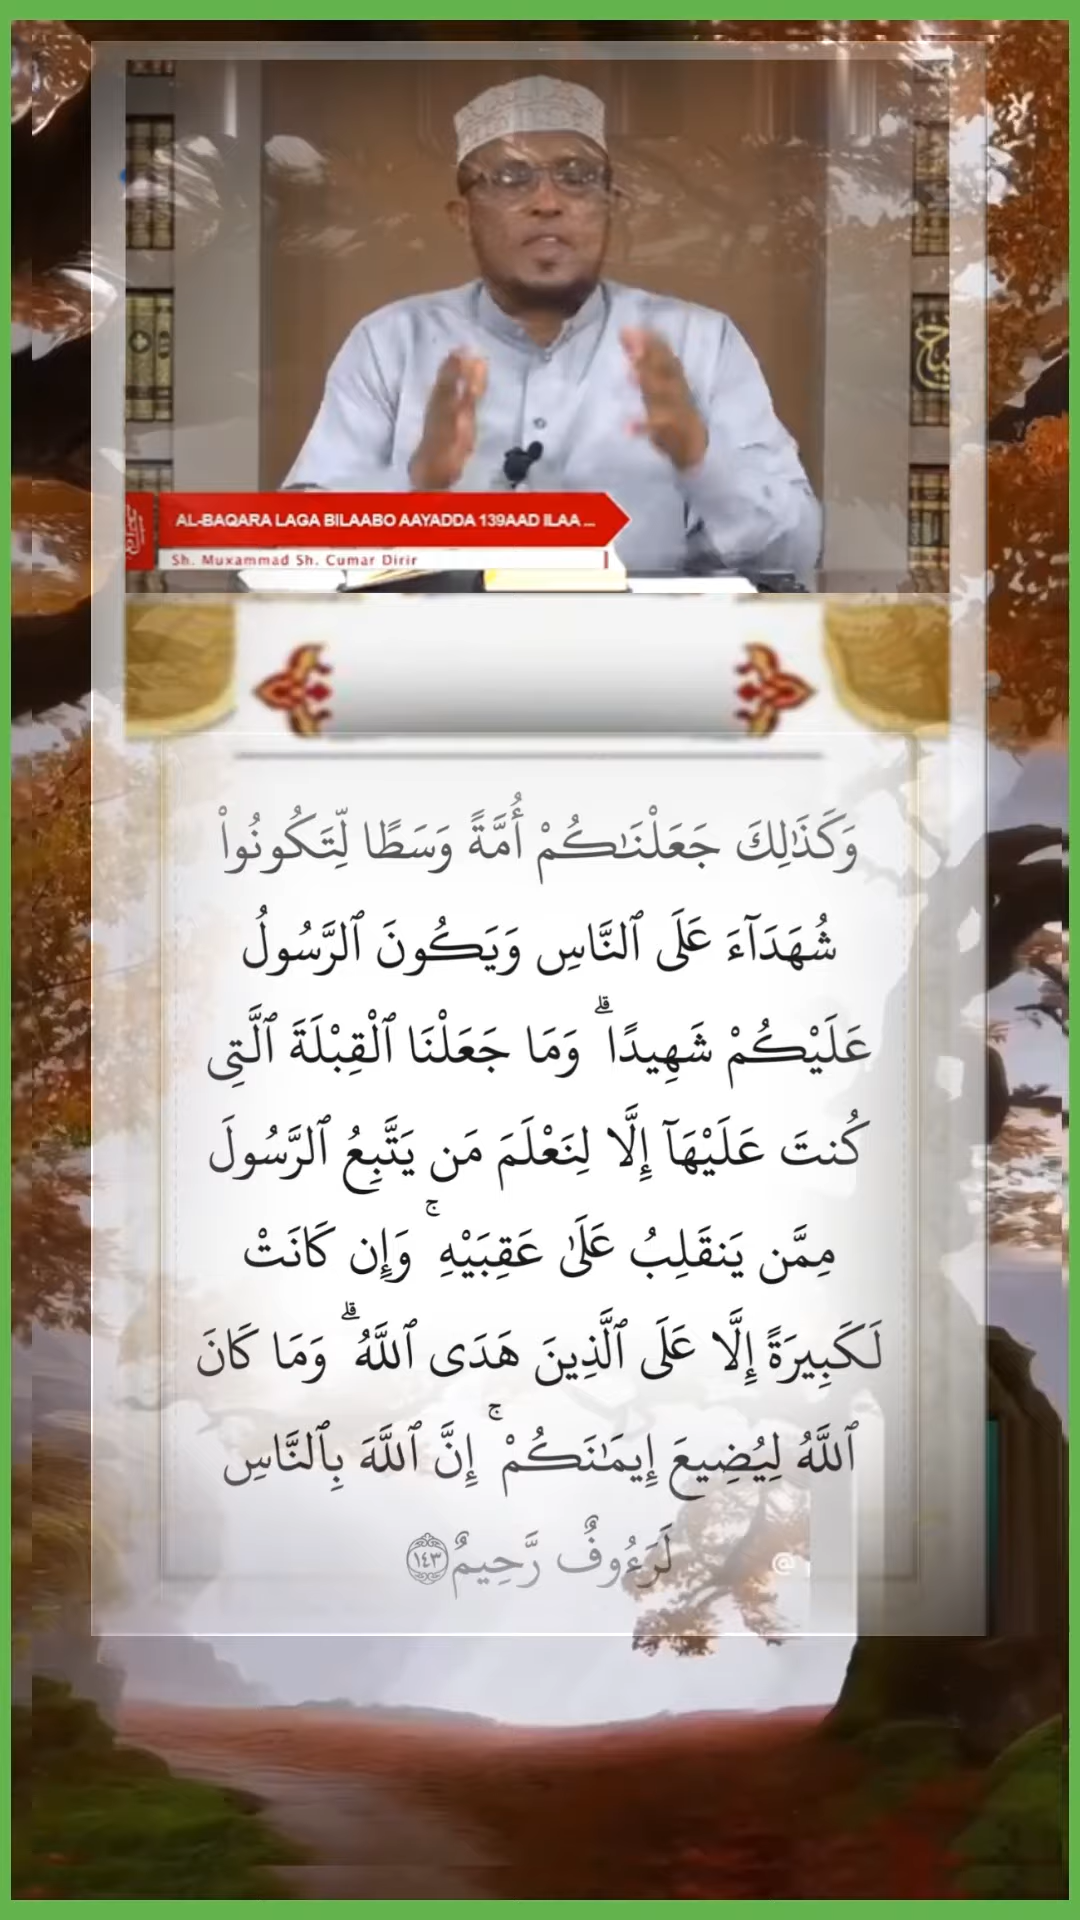 AL-BAQARA LAGA BILAABO AAYADDA 139AAD ILAA ...
Sh. Muxammad Sh. Cumar Dirir
وَكَذَٰلِكَ جَعَلْنَـٰكُمْ أُمَّةً وَسَطًا لِّتَكُونُوا۟
شُهَدَآءَ عَلَى ٱلنَّاسِ وَيَكُونَ ٱلرَّسُولُ
عَلَيْكُمْ شَهِيدًا ۗ وَمَا جَعَلْنَا ٱلْقِبْلَةَ ٱلَّتِى
كُنتَ عَلَيْهَآ إِلَّا لِنَعْلَمَ مَن يَتَّبِعُ ٱلرَّسُولَ
مِمَّن يَنقَلِبُ عَلَىٰ عَقِبَيْهِ ۚ وَإِن كَانَتْ
لَكَبِيرَةً إِلَّا عَلَى ٱلَّذِينَ هَدَى ٱللَّهُ ۗ وَمَا كَانَ
ٱللَّهُ لِيُضِيعَ إِيمَـٰنَكُمْ ۚ إِنَّ ٱللَّهَ بِٱلنَّاسِ
لَرَءُوفٌ رَّحِيمٌ ١٤٣
@